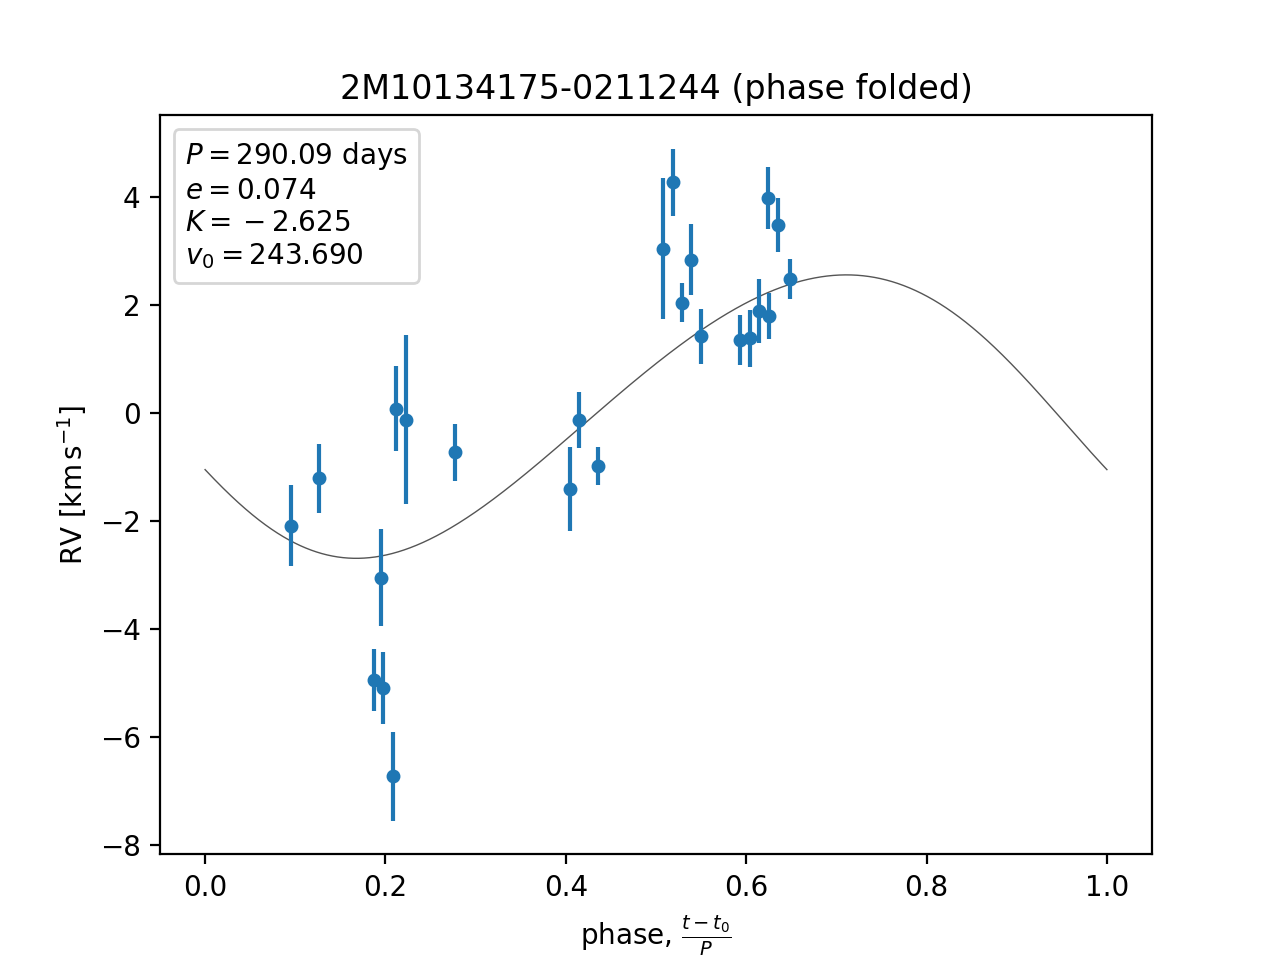 2M10134175-0211244 (phase folded)
P = 290.09 days
e = 0.074
K = −2.625
v₀ = 243.690
4
2
0
−2
−4
−6
−8
RV [km s⁻¹]
0.0 0.2 0.4 0.6 0.8 1.0
phase, (t − t₀)/P